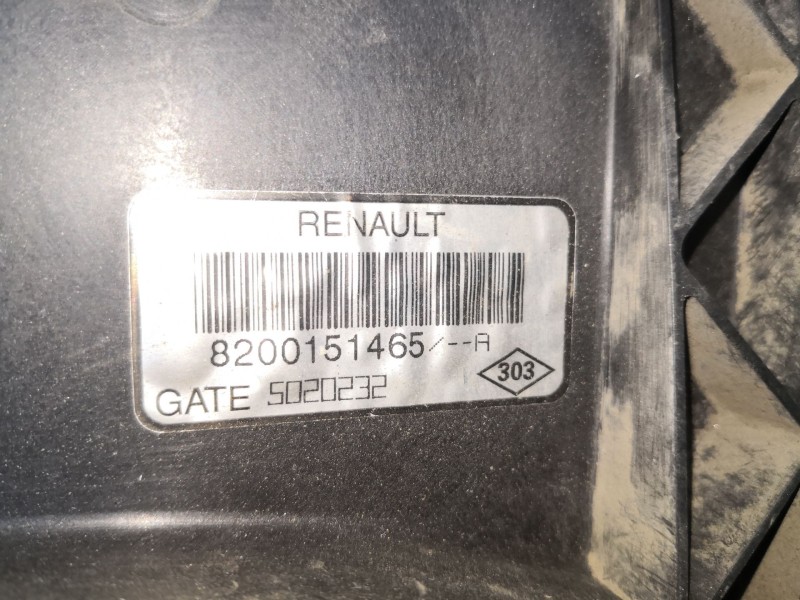 RENAULT
8200151465/--A
GATE 5020232
303